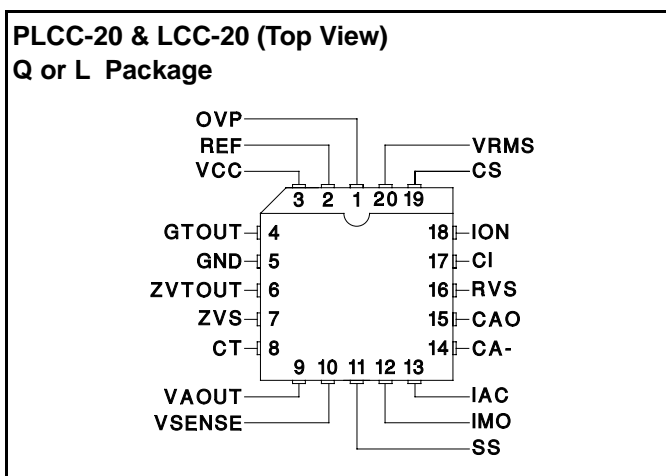 PLCC-20 & LCC-20 (Top View)
Q or L Package
OVP
REF
VCC
VRMS
CS
3 2 1 20 19
GTOUT 4
GND 5
ZVTOUT 6
ZVS 7
CT 8
18 ION
17 CI
16 RVS
15 CAO
14 CA-
9 10 11 12 13
VAOUT
VSENSE
IAC
IMO
SS